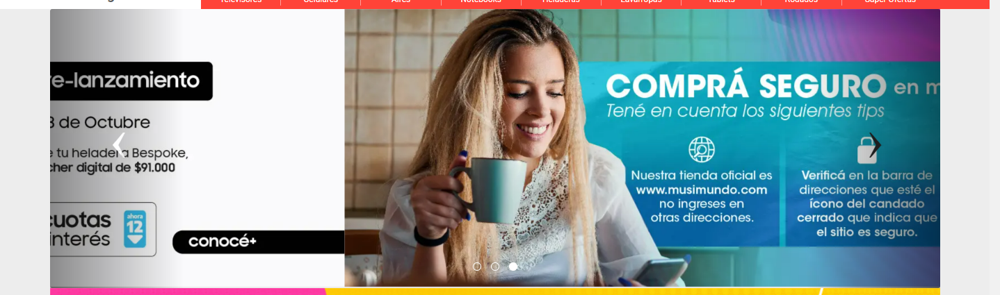 Televisores
Celulares
Aires
Notebooks
Heladeras
Lavarropas
Tablets
Rodados
Súper Ofertas
re-lanzamiento
3 de Octubre
e tu heladera Bespoke,
cher digital de $91.000
cuotas
interés
ahora
12
conocé+
COMPRÁ SEGURO en m
Tené en cuenta los siguientes tips
Nuestra tienda oficial es
www.musimundo.com
no ingreses en
otras direcciones.
Verificá en la barra de
direcciones que esté el
ícono del candado
cerrado que indica que
el sitio es seguro.